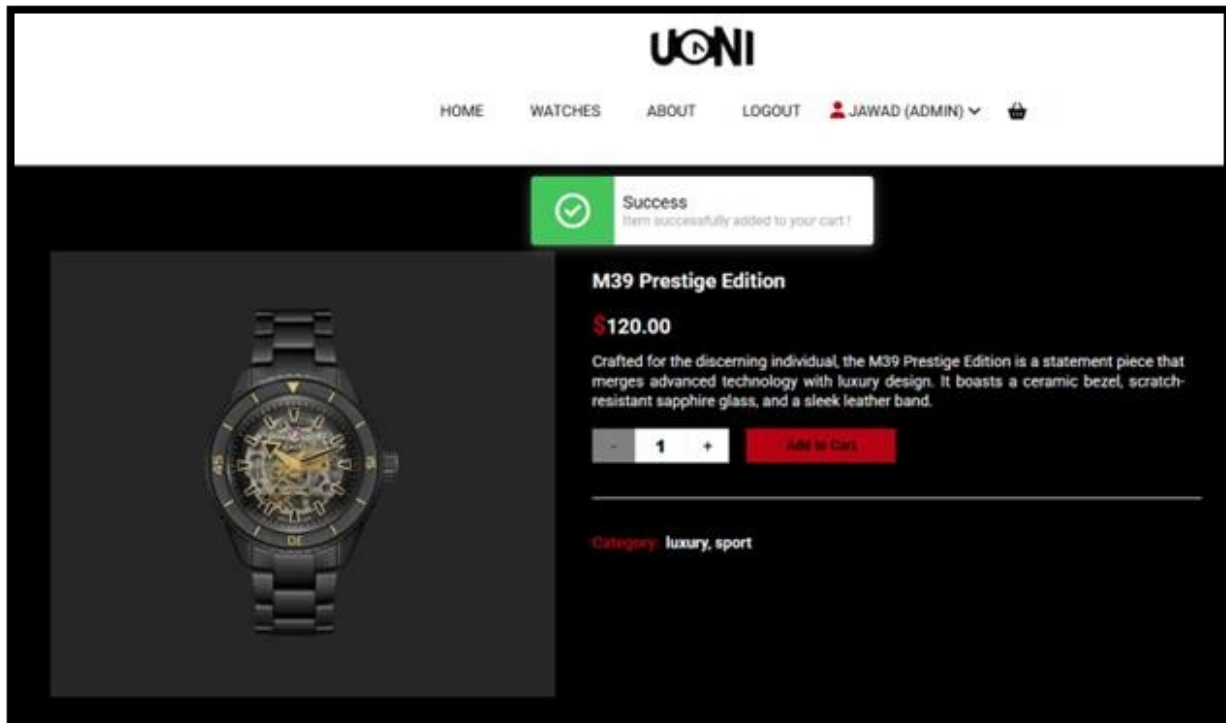 UONI
HOME WATCHES ABOUT LOGOUT JAWAD (ADMIN)
Success
Item successfully added to your cart !
M39 Prestige Edition
$120.00
Crafted for the discerning individual, the M39 Prestige Edition is a statement piece that
merges advanced technology with luxury design. It boasts a ceramic bezel, scratch-
resistant sapphire glass, and a sleek leather band.
- 1 + Add to Cart
Category: luxury, sport
45
15
30